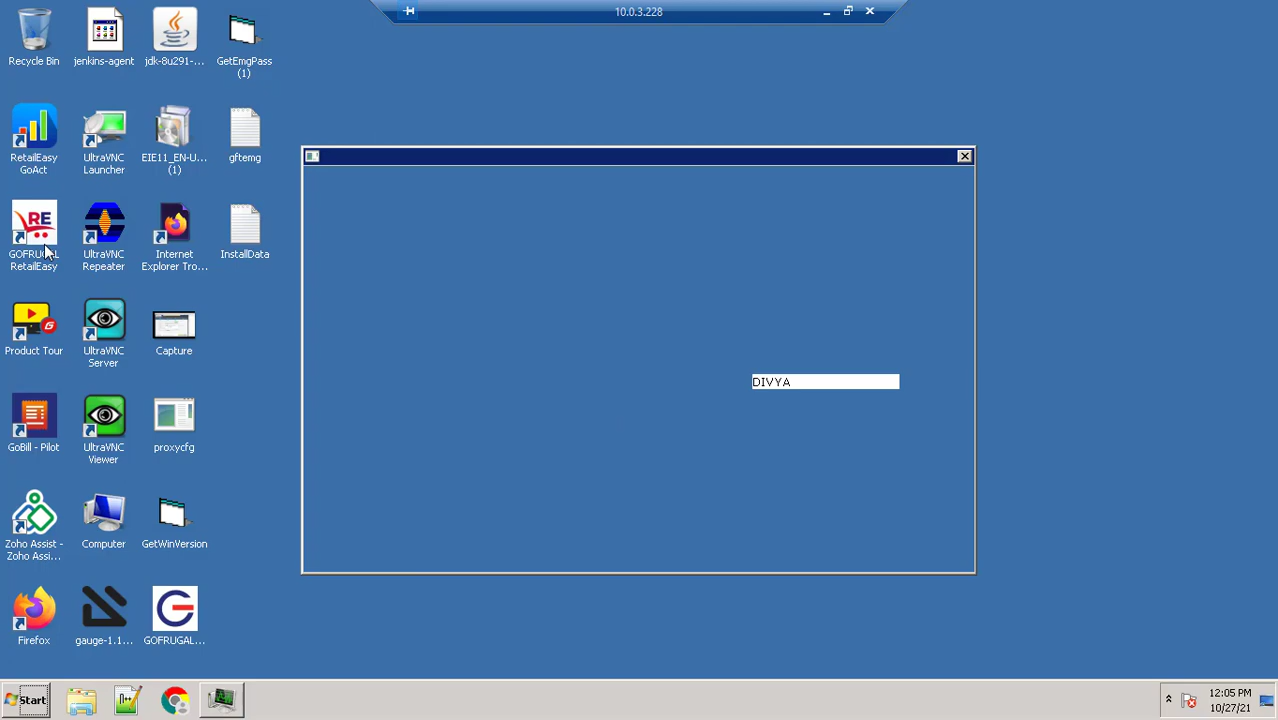 10.0.3.228
Recycle Bin
jenkins-agent
jdk-8u291-...
GetEmgPass
(1)
RetailEasy
GoAct
UltraVNC
Launcher
EIE11_EN-U...
(1)
gftemg
RE
GOFRUGAL
RetailEasy
UltraVNC
Repeater
Internet
Explorer Tro...
InstallData
Product Tour
UltraVNC
Server
Capture
DIVYA
GoBill - Pilot
UltraVNC
Viewer
proxycfg
Zoho Assist -
Zoho Assi...
Computer
GetWinVersion
Firefox
gauge-1.1...
GOFRUGAL...
Start
12:05 PM
10/27/21